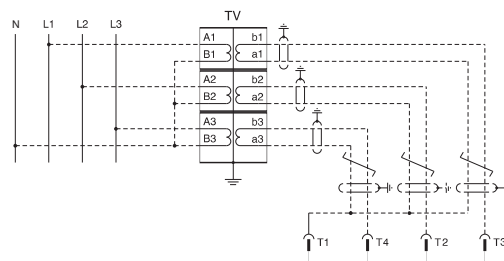 TV
N L1 L2 L3
A1 b1
B1 a1
A2 b2
B2 a2
A3 b3
B3 a3
T1 T4 T2 T3